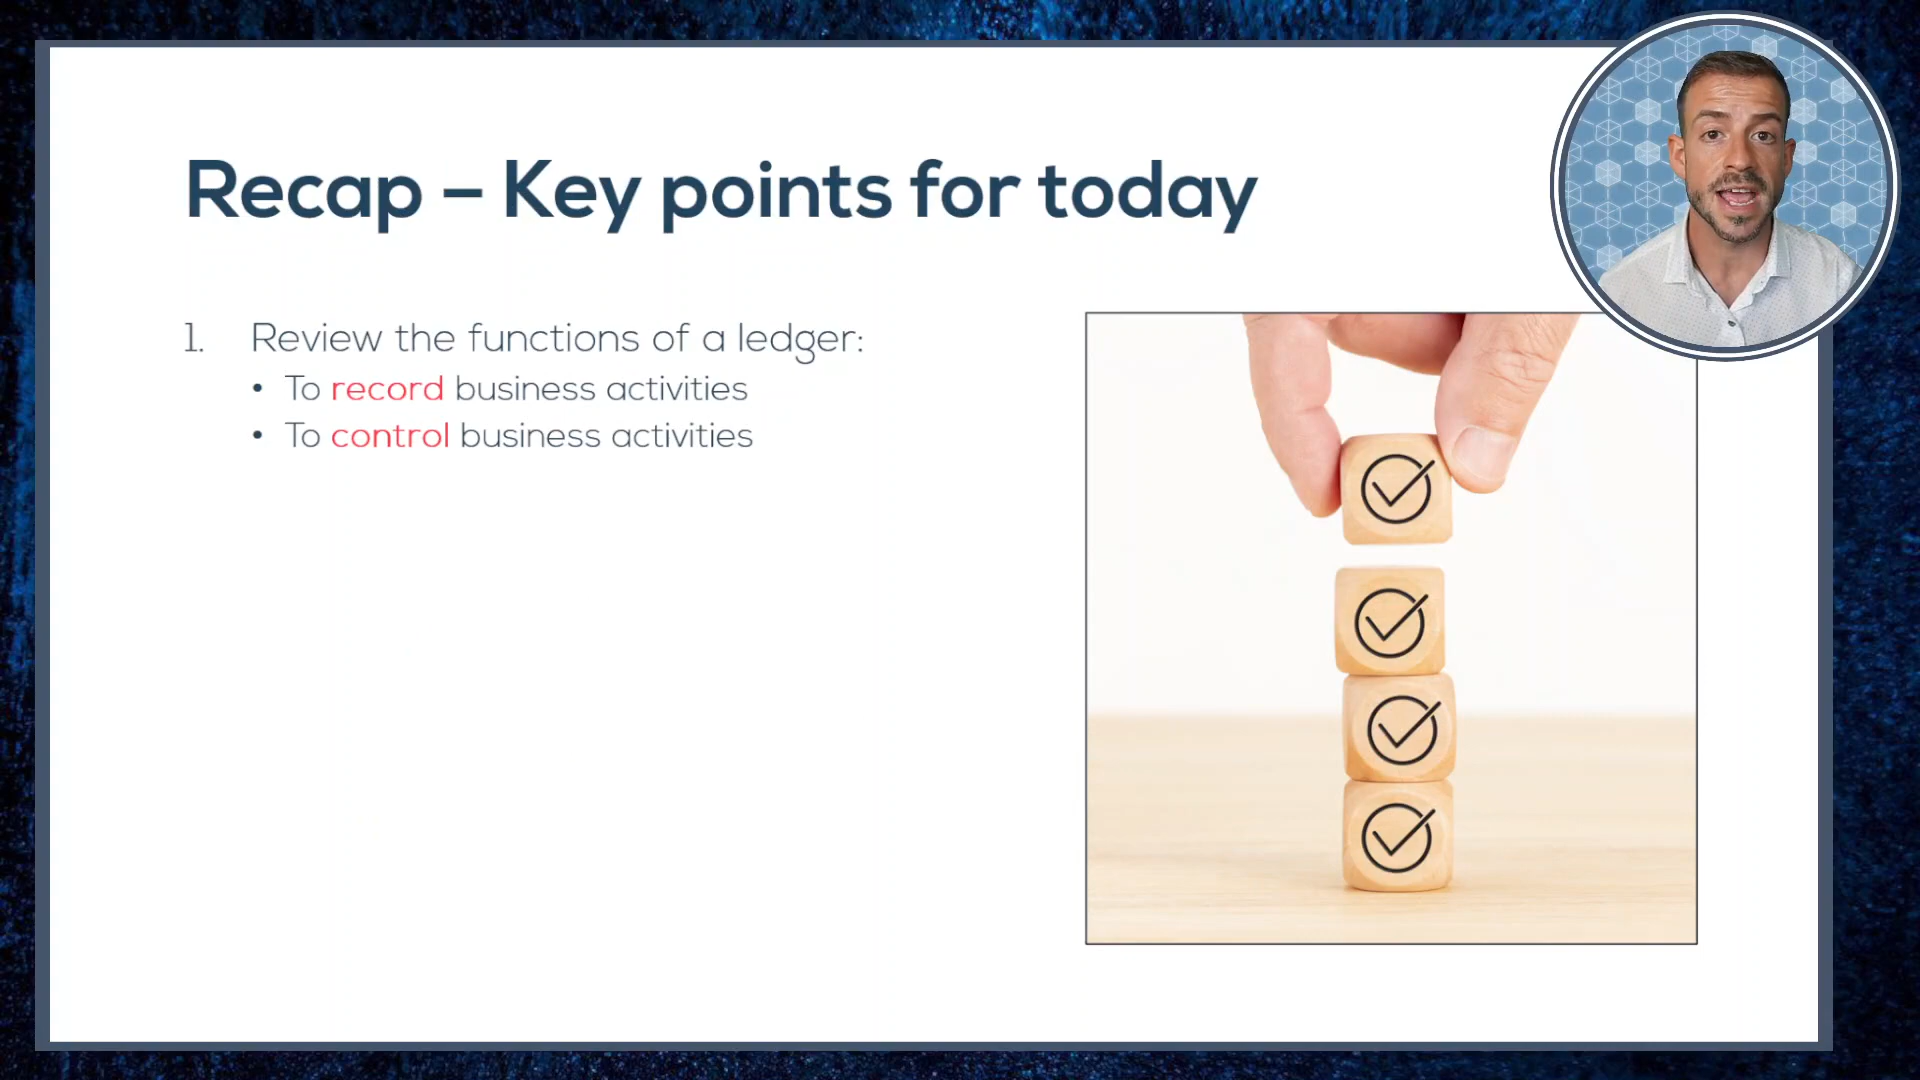 Recap – Key points for today
1. Review the functions of a ledger:
• To record business activities
• To control business activities